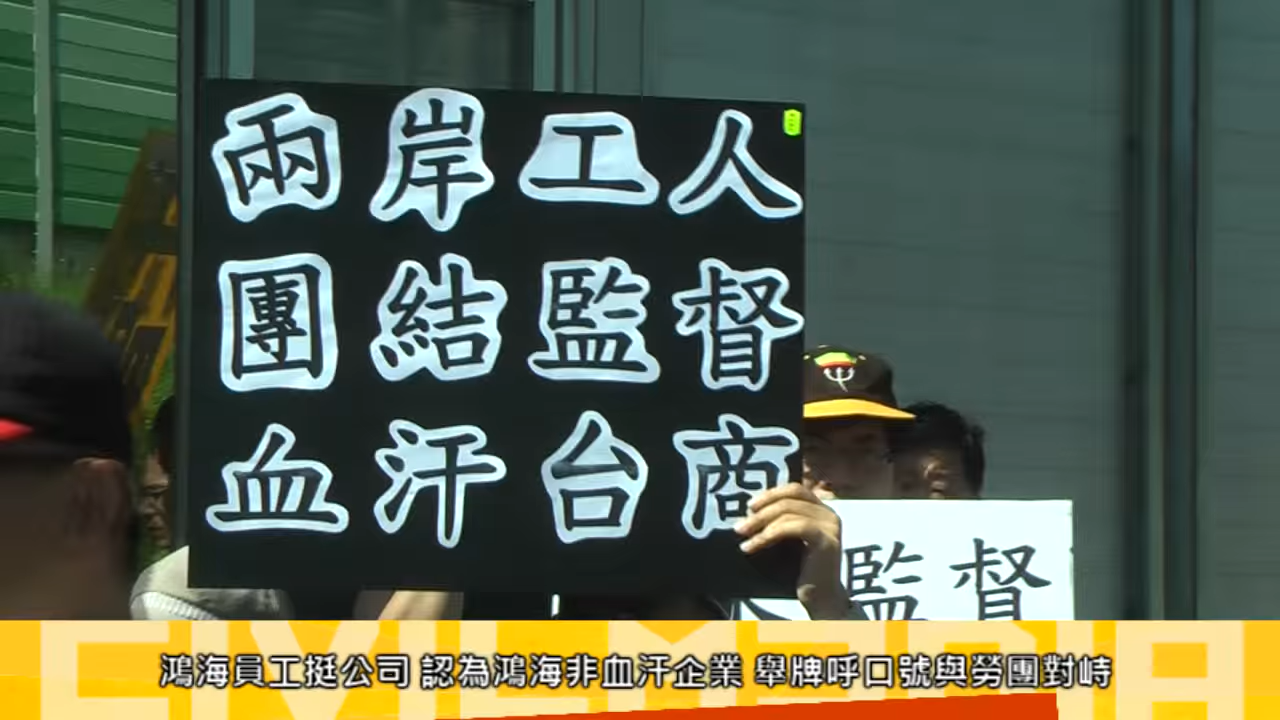 兩岸工人
團結監督
血汗台商
監督
鴻海員工挺公司 認為鴻海非血汗企業 舉牌呼口號與勞團對峙